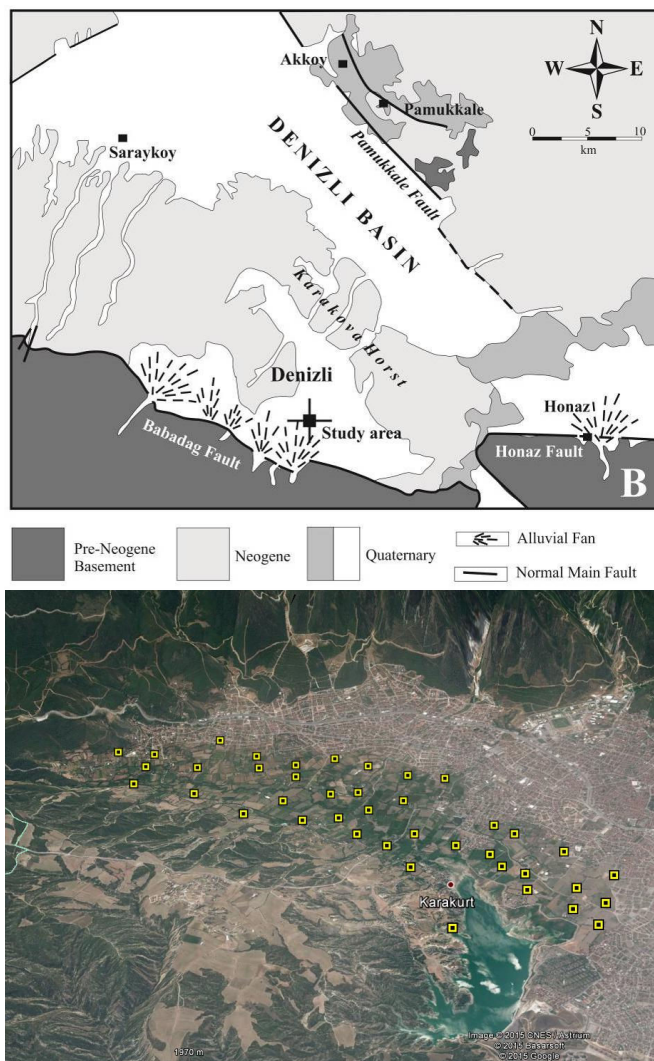 N
W E
S
Akkoy
Pamukkale
0 5 10
km
Saraykoy
DENIZLI BASIN
Pamukkale Fault
Karakova Horst
Denizli
Study area
Babadag Fault
Honaz
Honaz Fault
B
Pre-Neogene
Basement
Neogene
Quaternary
Alluvial Fan
Normal Main Fault
Karakurt
1970 m
Image © 2015 CNES / Astrium
© 2015 Basarsoft
© 2015 Google